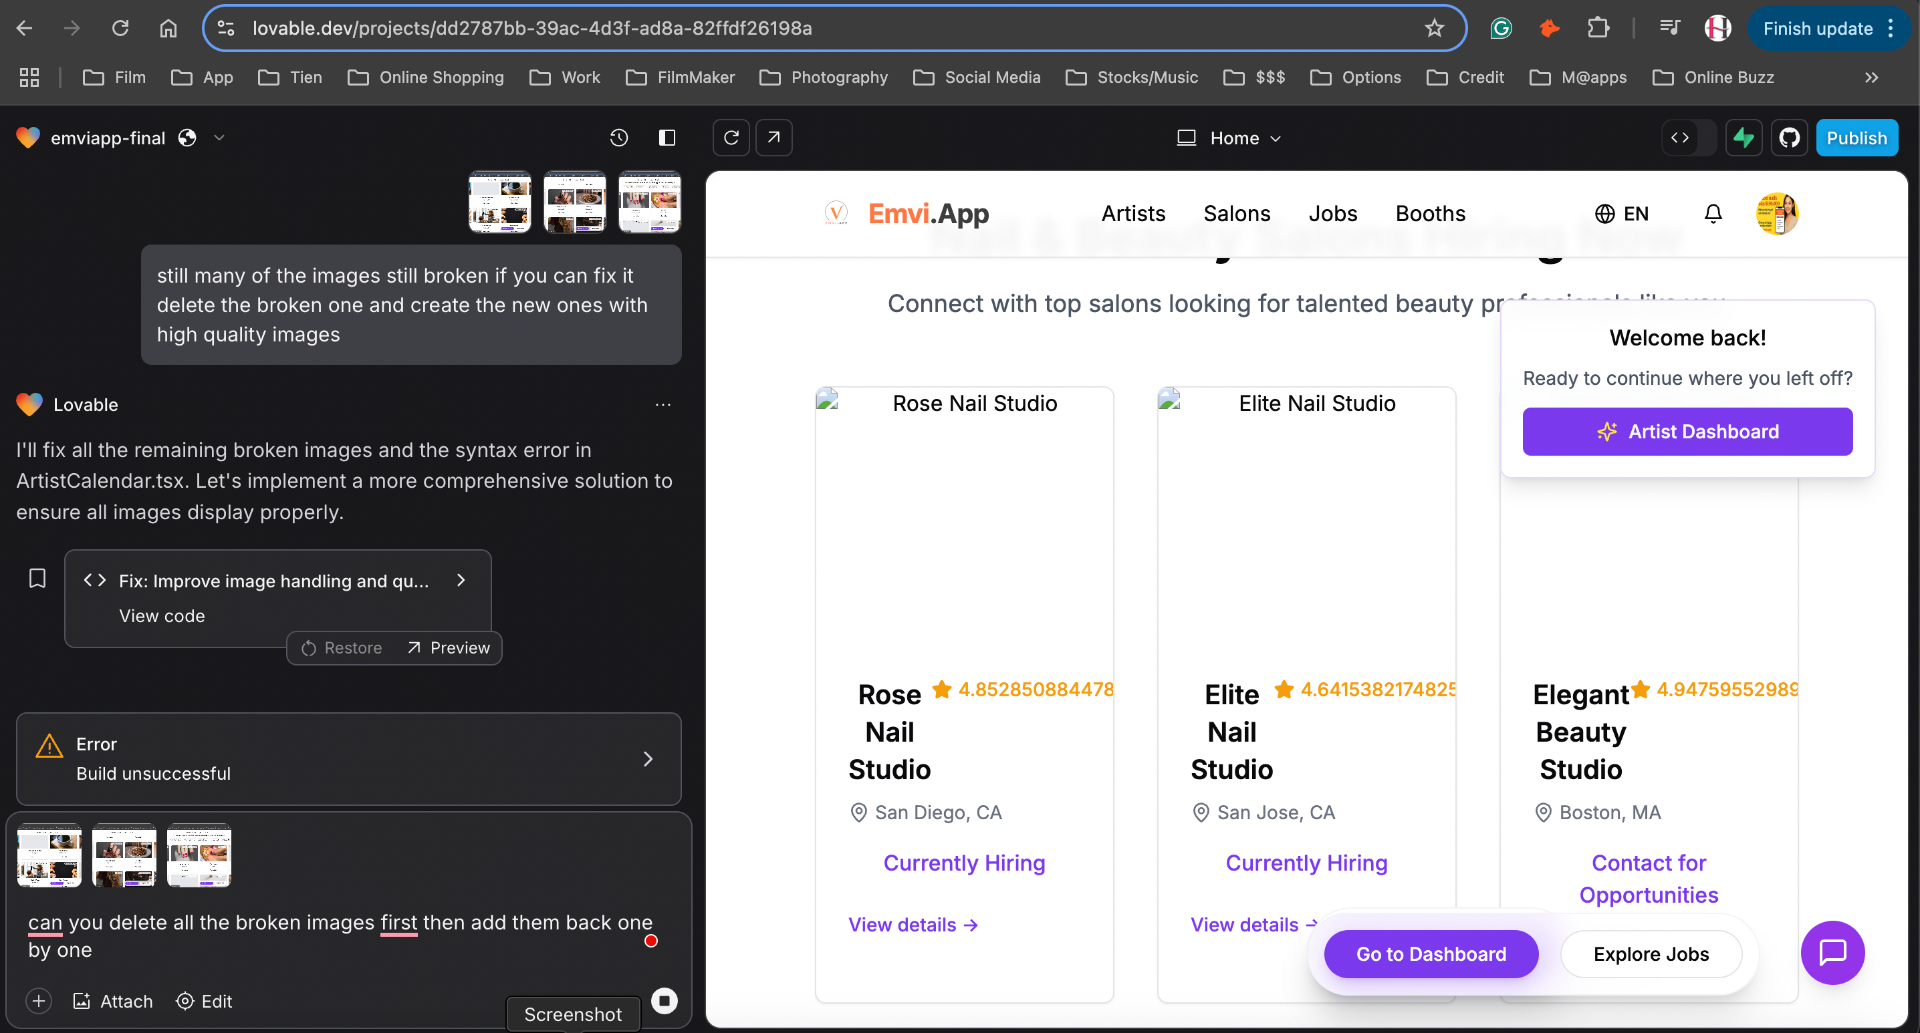 lovable.dev/projects/dd2787bb-39ac-4d3f-ad8a-82ffdf26198a
Finish update
Film
App
Tien
Online Shopping
Work
FilmMaker
Photography
Social Media
Stocks/Music
$$$
Options
Credit
M@apps
Online Buzz
emviapp-final
Home
Publish
still many of the images still broken if you can fix it
delete the broken one and create the new ones with
high quality images
Lovable
I'll fix all the remaining broken images and the syntax error in
ArtistCalendar.tsx. Let's implement a more comprehensive solution to
ensure all images display properly.
Fix: Improve image handling and qu...
View code
Restore
Preview
Error
Build unsuccessful
can you delete all the broken images first then add them back one
by one
Attach
Edit
Screenshot
Emvi.App
Artists
Salons
Jobs
Booths
EN
Nail & Beauty Salons Hiring Now
Connect with top salons looking for talented beauty professionals like you
Welcome back!
Ready to continue where you left off?
Artist Dashboard
Rose Nail Studio
Rose
Nail
Studio
4.852850884478
San Diego, CA
Currently Hiring
View details →
Elite Nail Studio
Elite
Nail
Studio
4.6415382174825
San Jose, CA
Currently Hiring
View details →
Elegant
Beauty
Studio
4.94759552989
Boston, MA
Contact for
Opportunities
Go to Dashboard
Explore Jobs